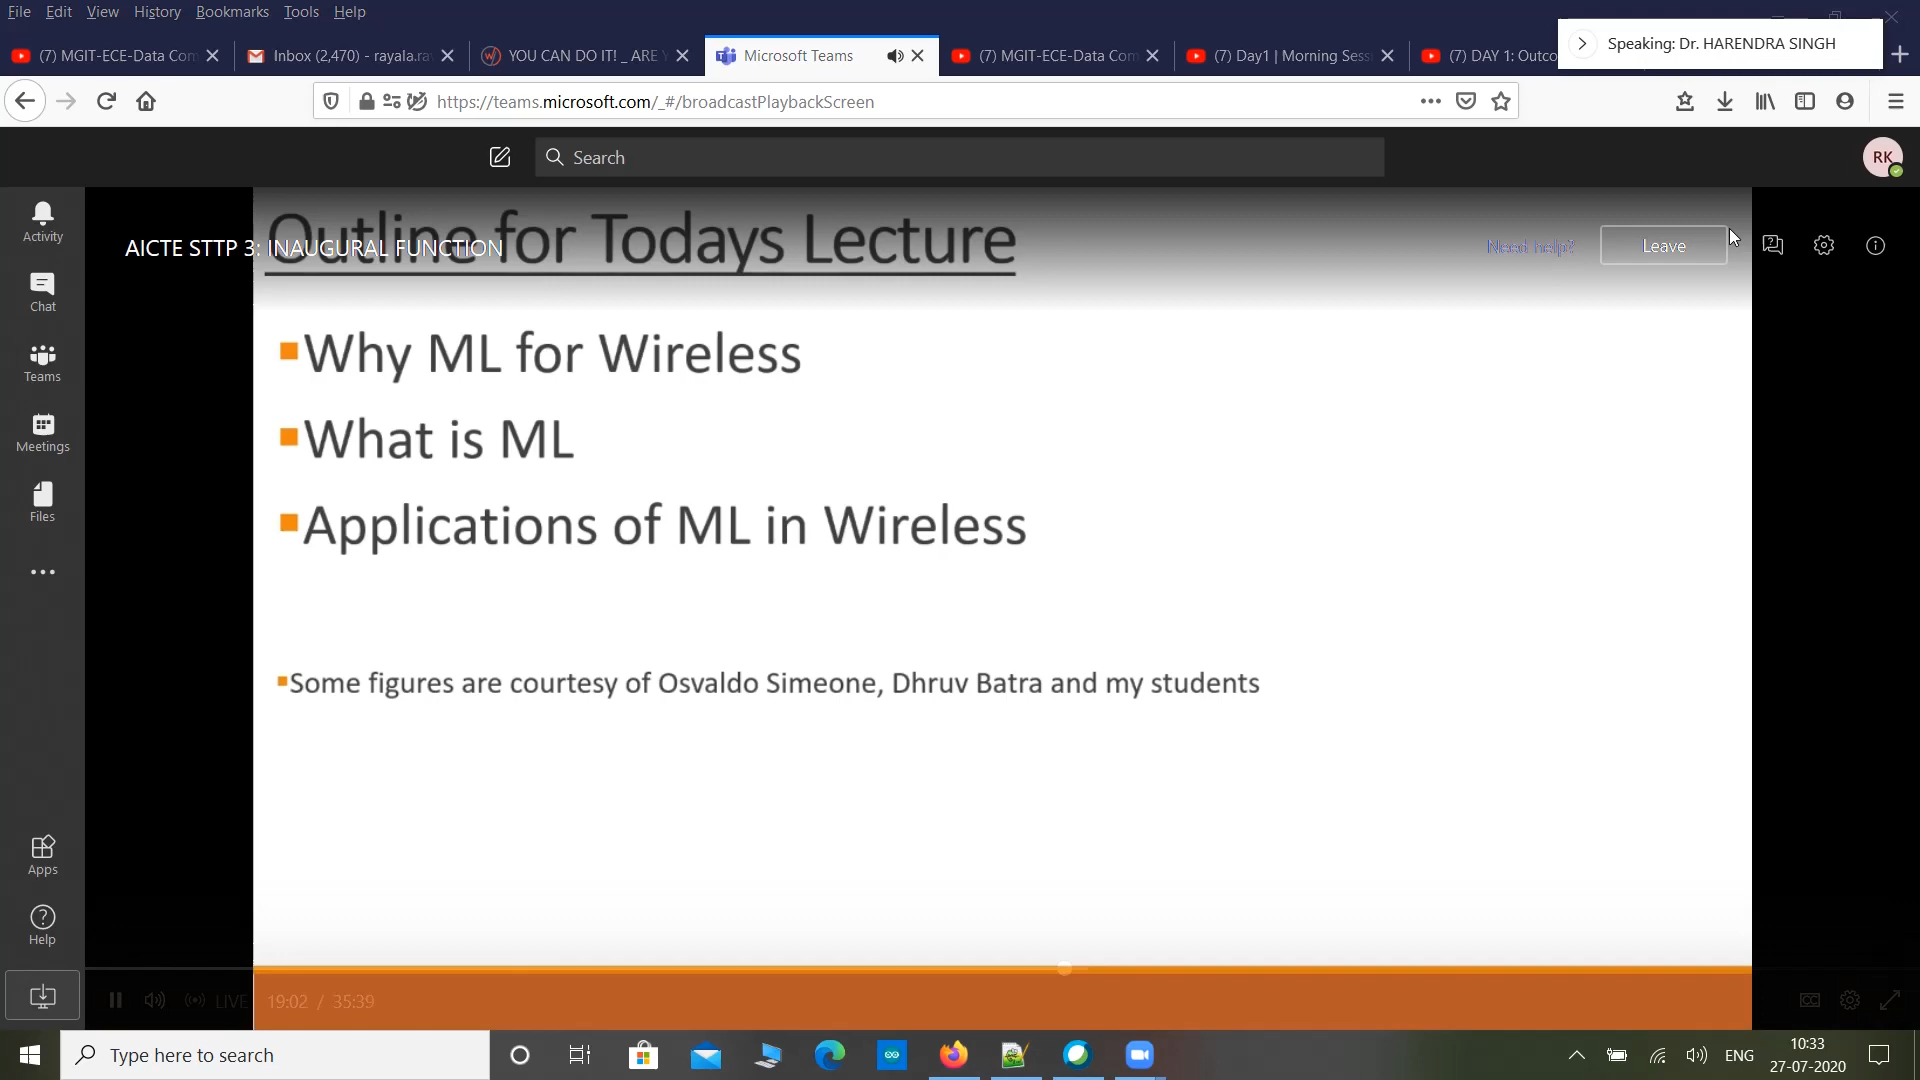 File Edit View History Bookmarks Tools Help
Speaking: Dr. HARENDRA SINGH
(7) MGIT-ECE-Data Com
Inbox (2,470) - rayala.ra
YOU CAN DO IT! _ ARE Y
Microsoft Teams
(7) MGIT-ECE-Data Com
(7) Day1 | Morning Sess
(7) DAY 1: Outco
https://teams.microsoft.com/_#/broadcastPlaybackScreen
Search
RK
Activity
Chat
Teams
Meetings
Files
Apps
Help
AICTE STTP 3: INAUGURAL FUNCTION
Need help?
Leave
Outline for Todays Lecture
Why ML for Wireless
What is ML
Applications of ML in Wireless
Some figures are courtesy of Osvaldo Simeone, Dhruv Batra and my students
LIVE 19:02 / 35:39
CC
Type here to search
ENG
10:33
27-07-2020